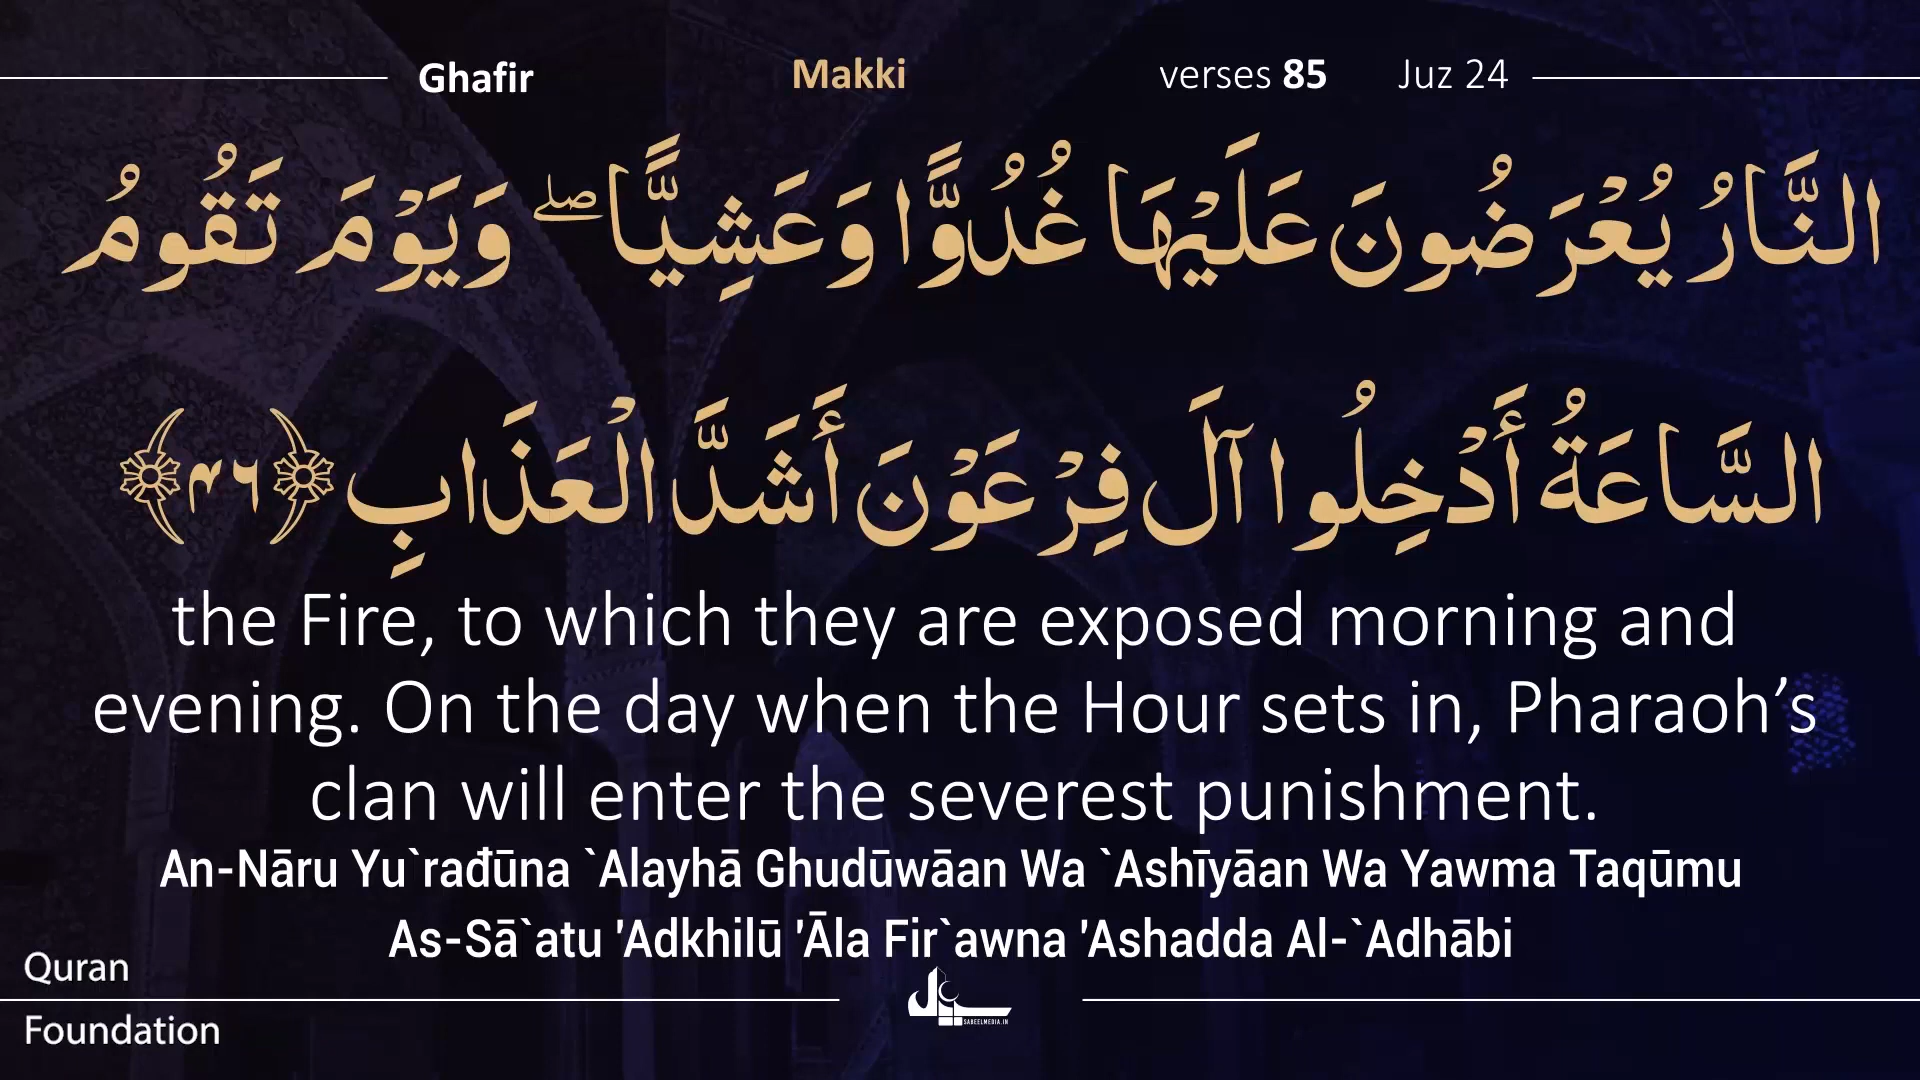 Ghafir Makki verses 85 Juz 24
النَّارُ يُعْرَضُونَ عَلَيْهَا غُدُوًّا وَعَشِيًّا ۖ وَيَوْمَ تَقُومُ
السَّاعَةُ أَدْخِلُوا آلَ فِرْعَوْنَ أَشَدَّ الْعَذَابِ ﴿۴۶﴾
the Fire, to which they are exposed morning and
evening. On the day when the Hour sets in, Pharaoh’s
clan will enter the severest punishment.
An-Nāru Yu`rađūna `Alayhā Ghudūwāan Wa `Ashīyāan Wa Yawma Taqūmu
As-Sā`atu 'Adkhilū 'Āla Fir`awna 'Ashadda Al-`Adhābi
Quran
Foundation
SABEELMEDIA.IN